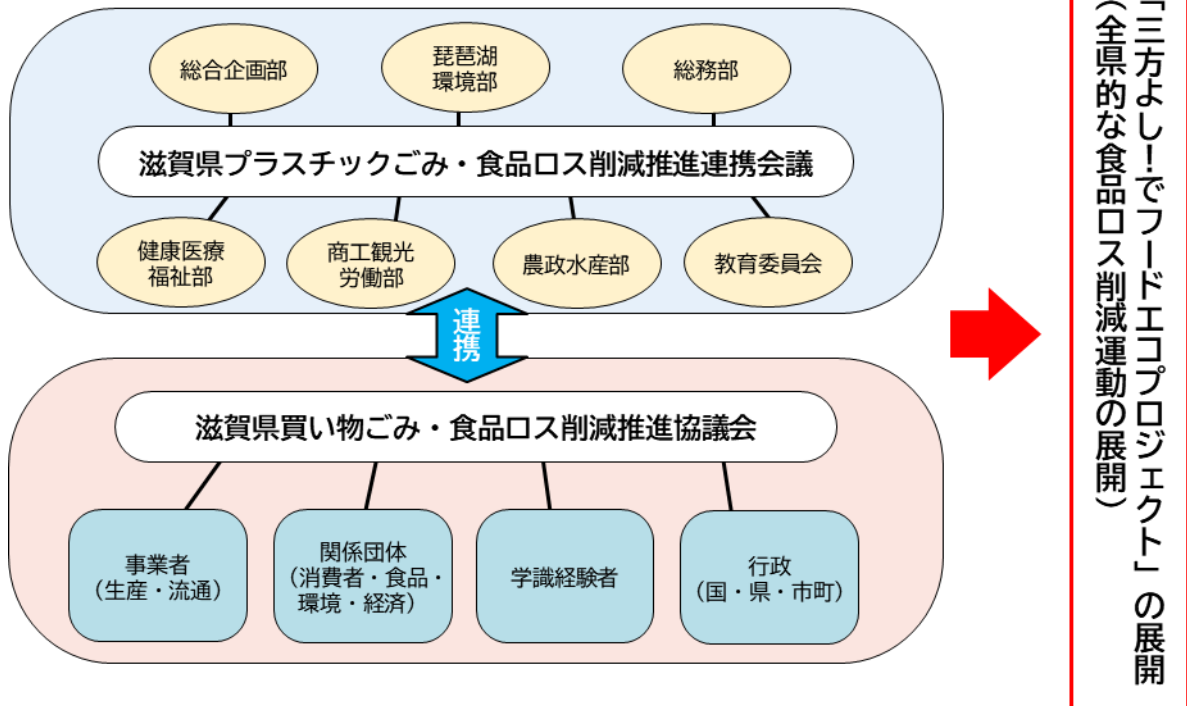 総合企画部
琵琶湖
環境部
総務部
滋賀県プラスチックごみ・食品ロス削減推進連携会議
健康医療
福祉部
商工観光
労働部
農政水産部
教育委員会
連携
滋賀県買い物ごみ・食品ロス削減推進協議会
事業者
(生産・流通)
関係団体
(消費者・食品・
環境・経済)
学識経験者
行政
(国・県・市町)
「三方よし!でフードエコプロジェクト」の展開
(全県的な食品ロス削減運動の展開)